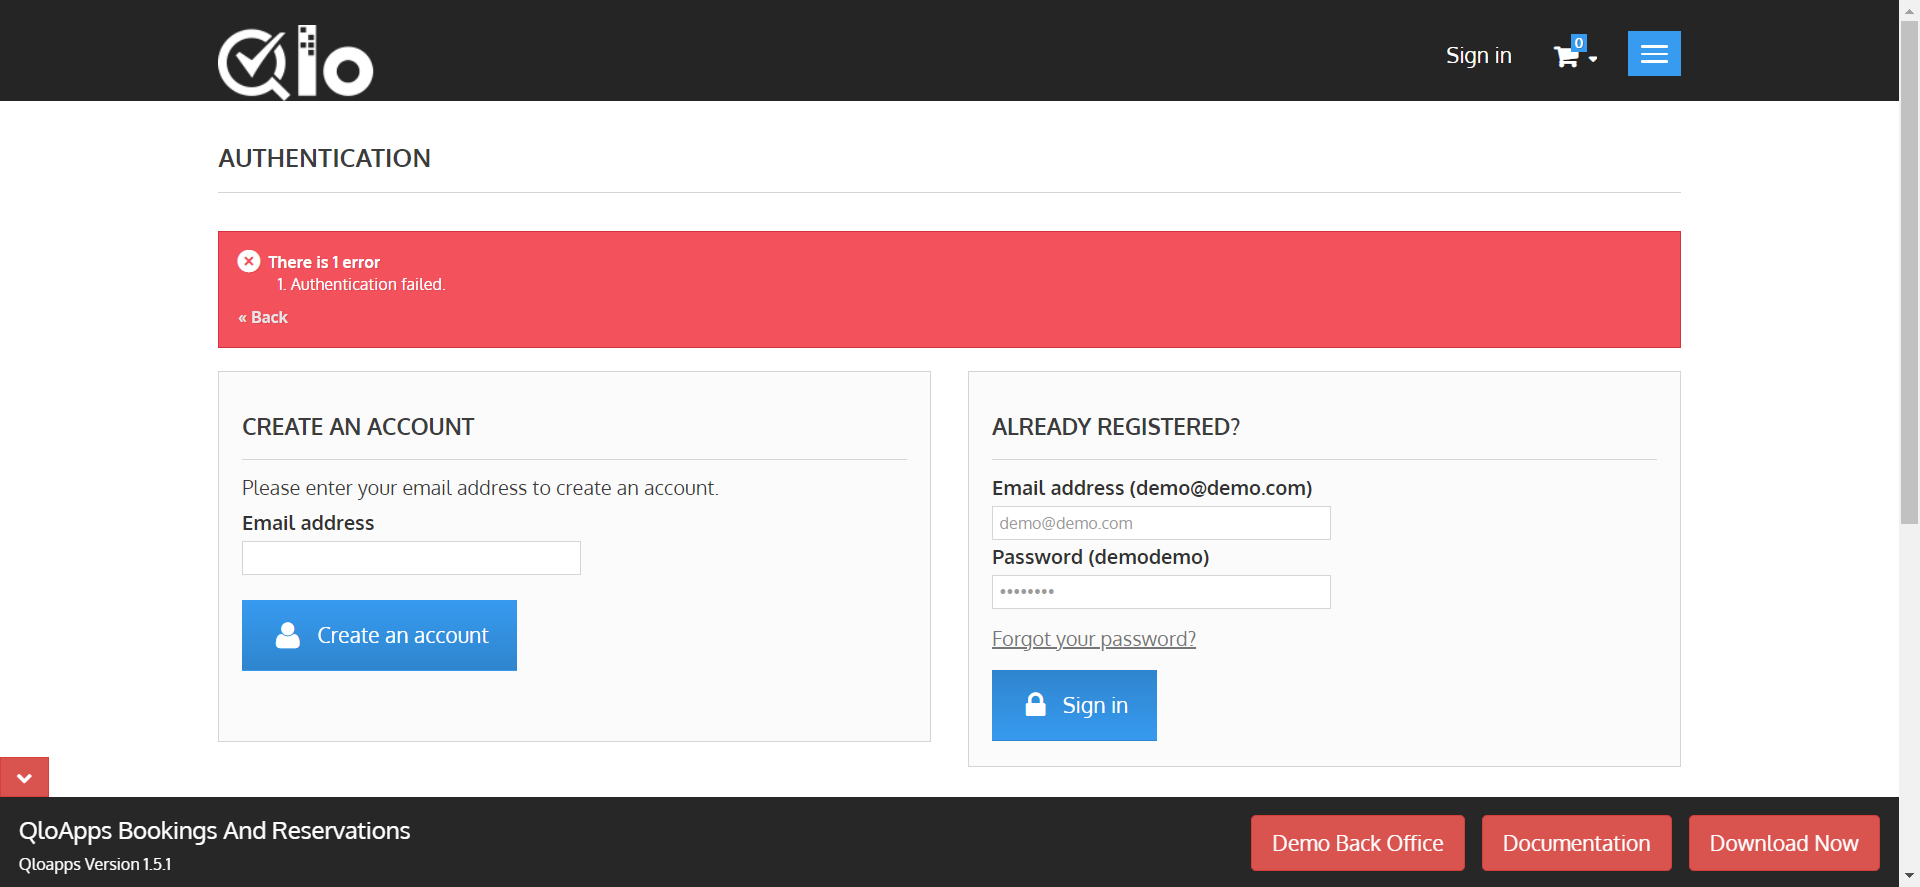 Qlo
Sign in
0
AUTHENTICATION
There is 1 error
1. Authentication failed.
« Back
CREATE AN ACCOUNT
Please enter your email address to create an account.
Email address
Create an account
ALREADY REGISTERED?
Email address (demo@demo.com)
demo@demo.com
Password (demodemo)
••••••••
Forgot your password?
Sign in
QloApps Bookings And Reservations
Qloapps Version 1.5.1
Demo Back Office
Documentation
Download Now